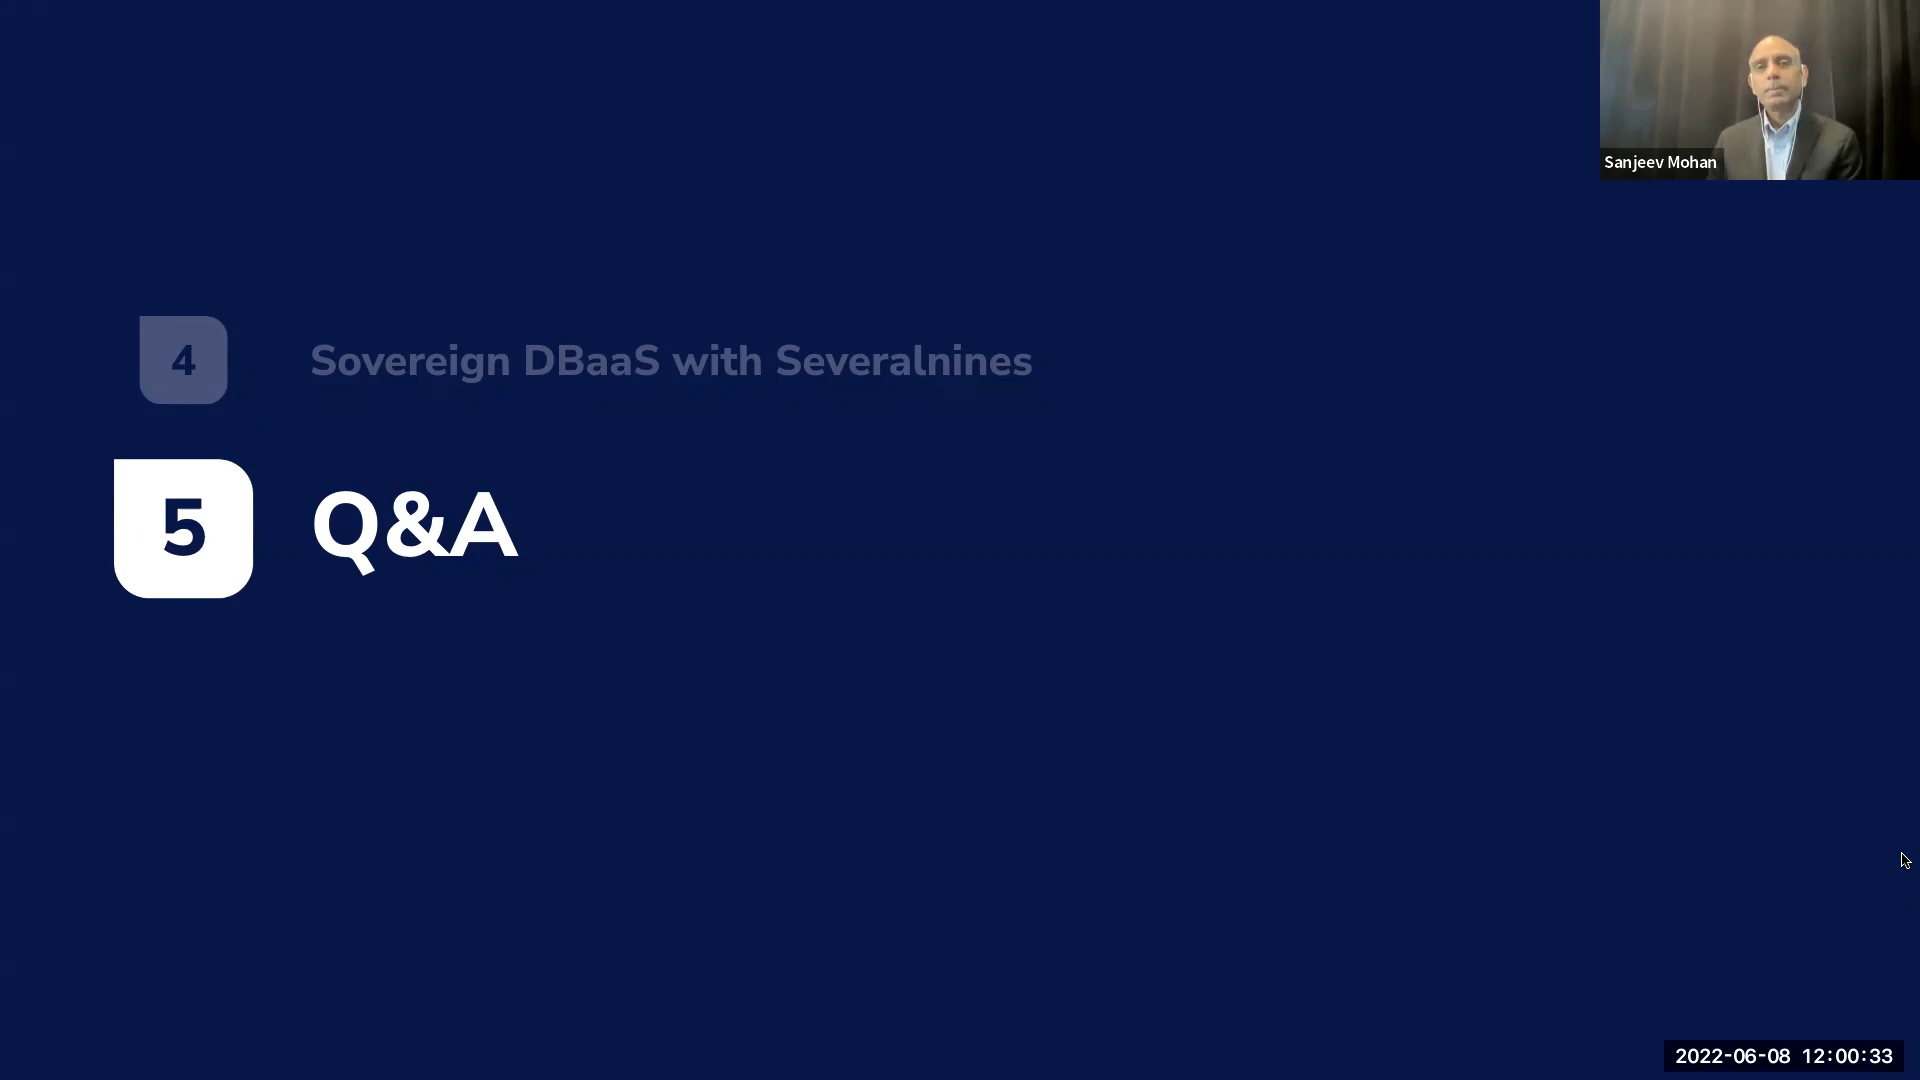 Sanjeev Mohan
4
Sovereign DBaaS with Severalnines
5
Q&A
2022-06-08 12:00:33